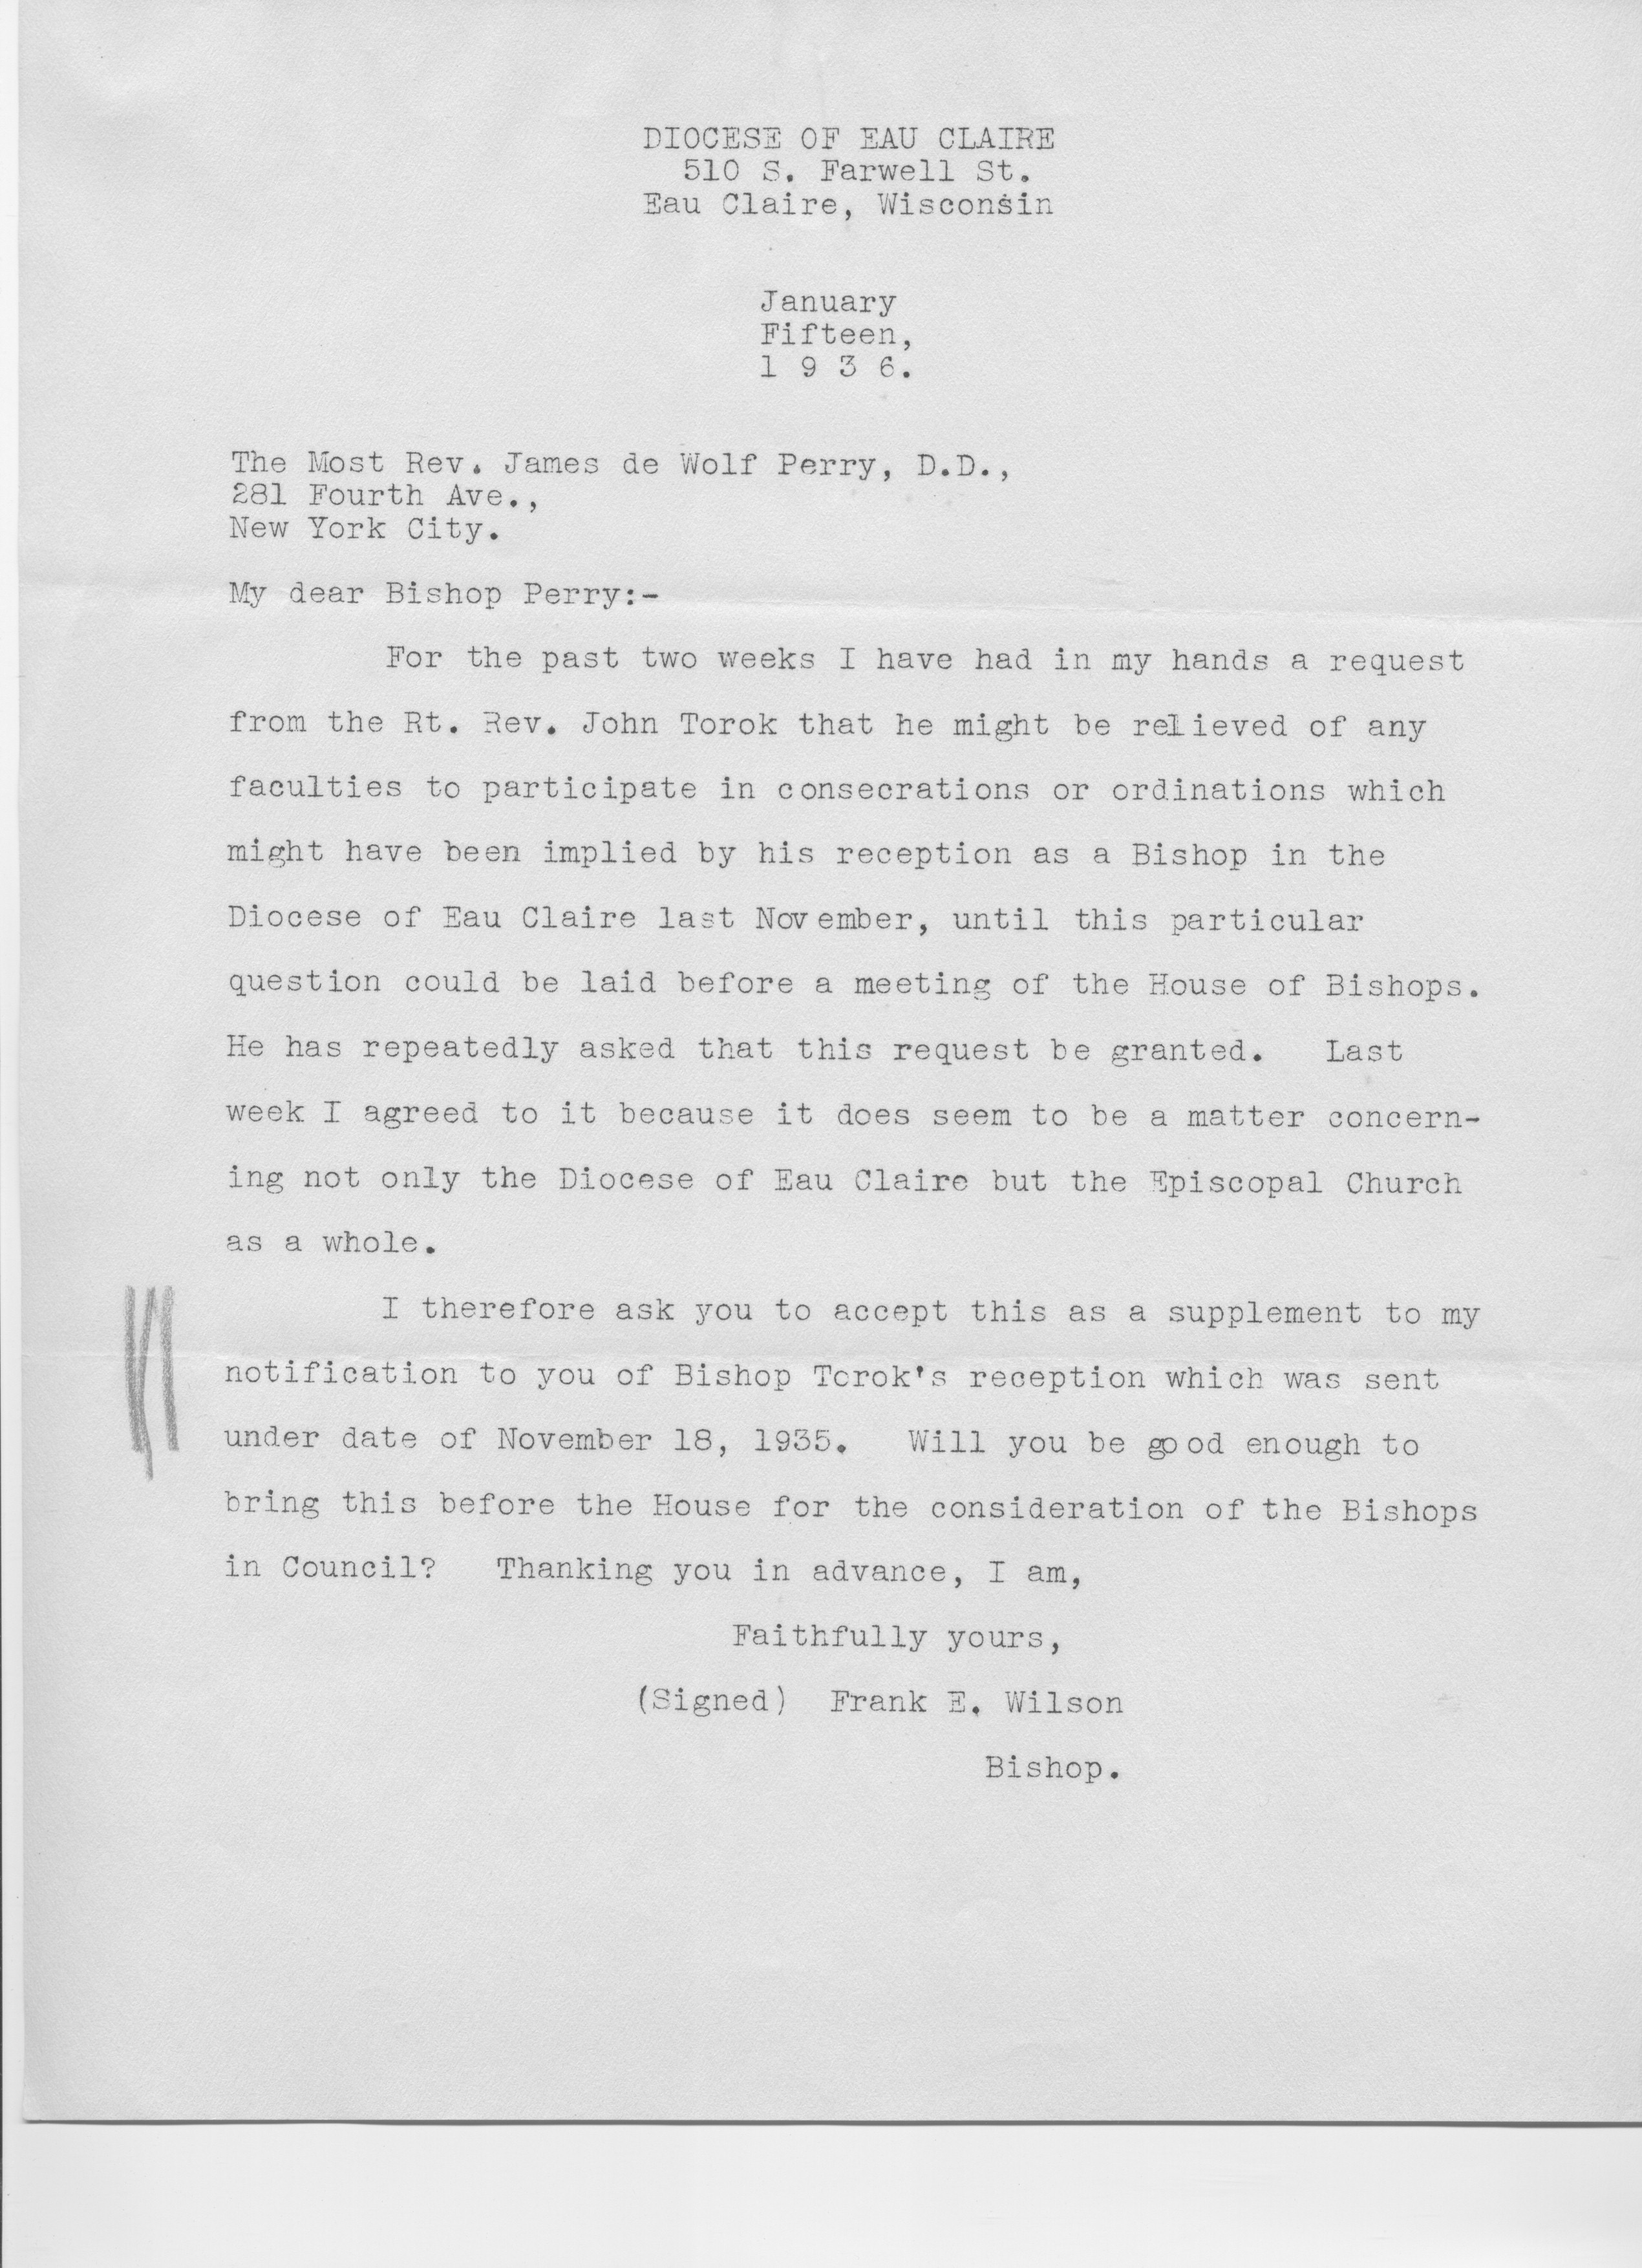 DIOCESE OF EAU CLAIRE
510 S. Farwell St.
Eau Claire, Wisconsin
January
Fifteen,
1 9 3 6.
The Most Rev. James de Wolf Perry, D.D.,
281 Fourth Ave.,
New York City.
My dear Bishop Perry:-
For the past two weeks I have had in my hands a request
from the Rt. Rev. John Torok that he might be relieved of any
faculties to participate in consecrations or ordinations which
might have been implied by his reception as a Bishop in the
Diocese of Eau Claire last November, until this particular
question could be laid before a meeting of the House of Bishops.
He has repeatedly asked that this request be granted. Last
week I agreed to it because it does seem to be a matter concern-
ing not only the Diocese of Eau Claire but the Episcopal Church
as a whole.
I therefore ask you to accept this as a supplement to my
notification to you of Bishop Torok's reception which was sent
under date of November 18, 1935. Will you be good enough to
bring this before the House for the consideration of the Bishops
in Council? Thanking you in advance, I am,
Faithfully yours,
(Signed) Frank E. Wilson
Bishop.